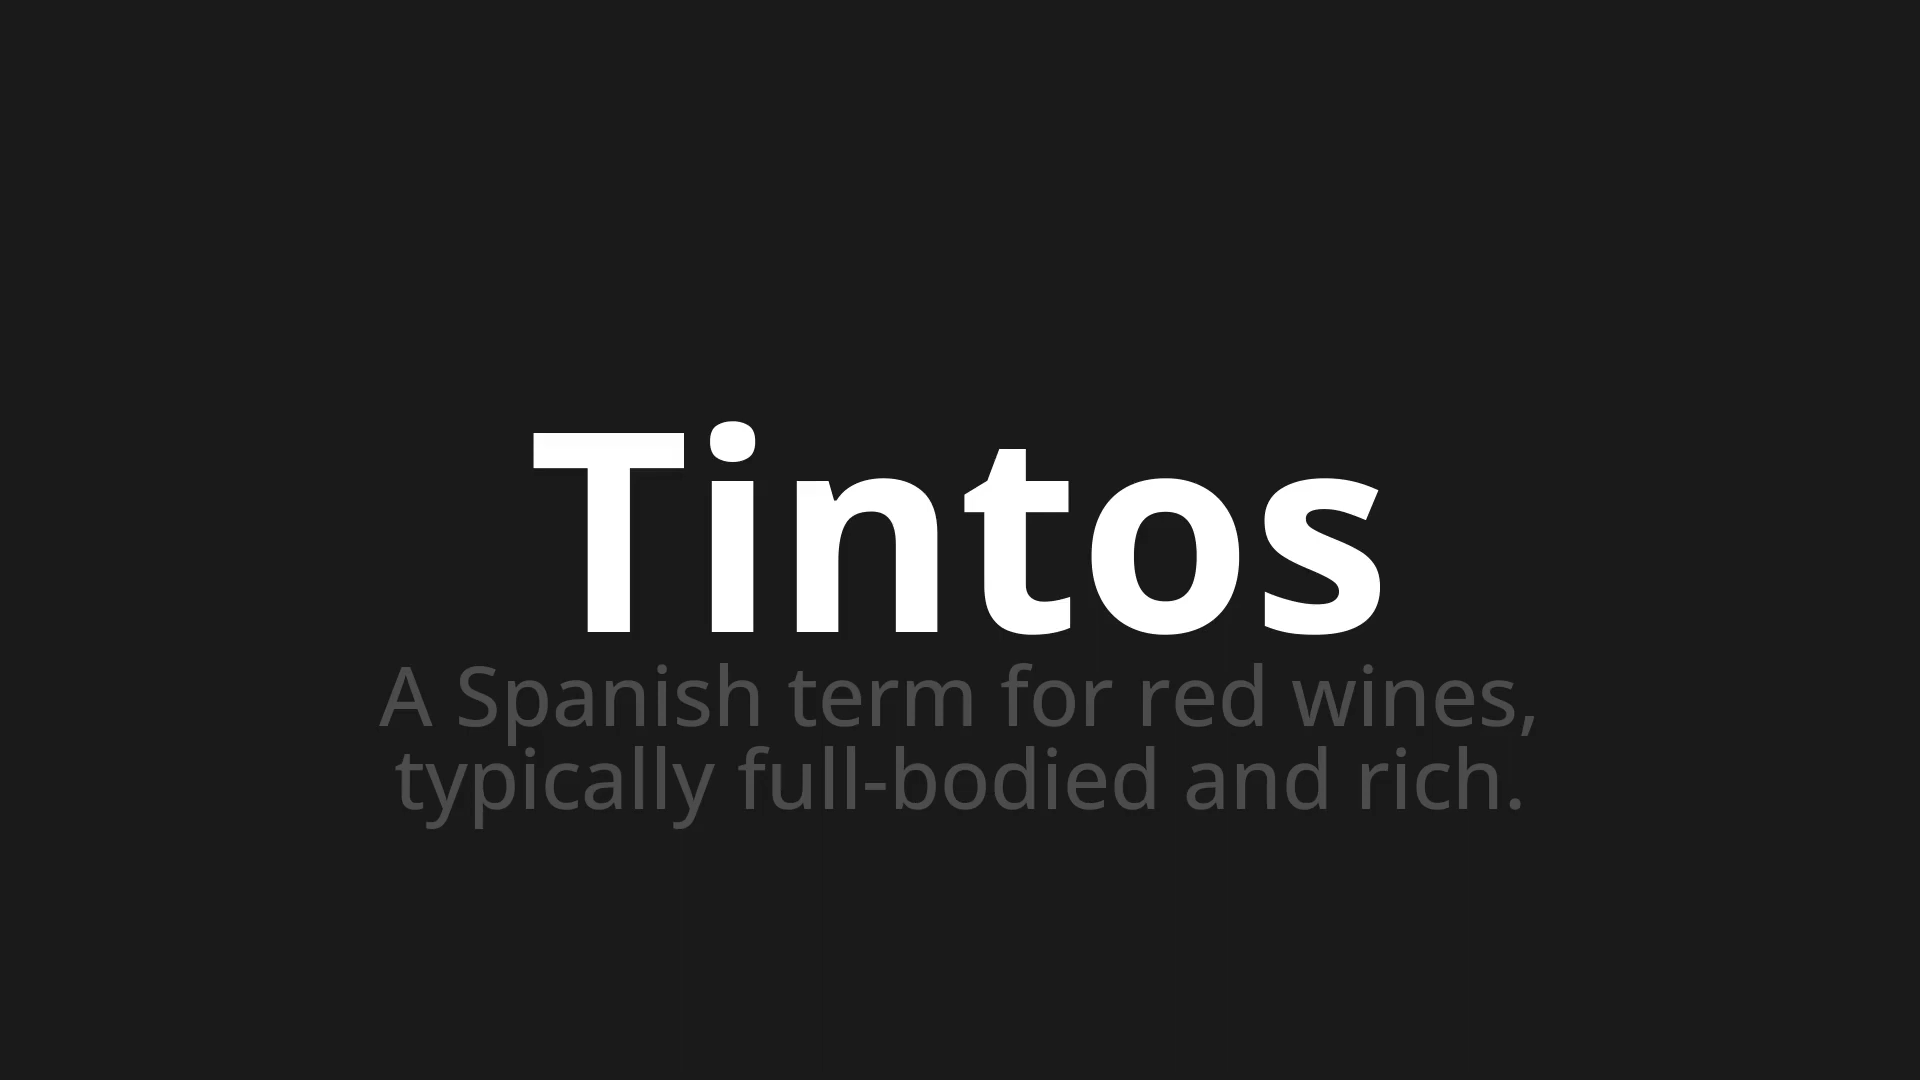 Tintos
A Spanish term for red wines,
typically full-bodied and rich.